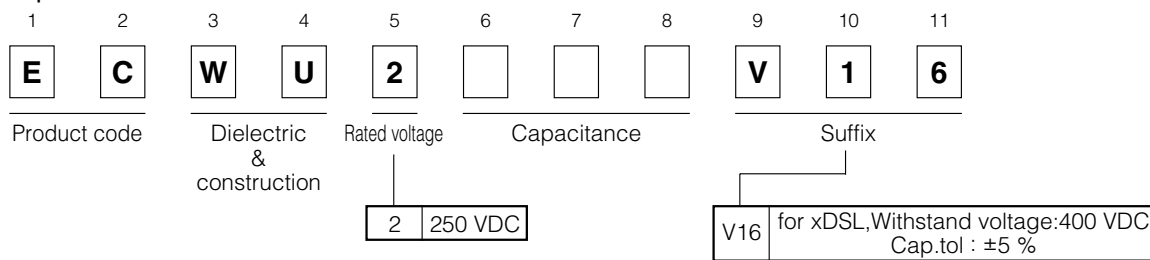 1 2 3 4 5 6 7 8 9 10 11
E C W U 2 V 1 6
Product code Dielectric & construction Rated voltage Capacitance Suffix
2 250 VDC
V16 for xDSL,Withstand voltage:400 VDC
Cap.tol : ±5 %